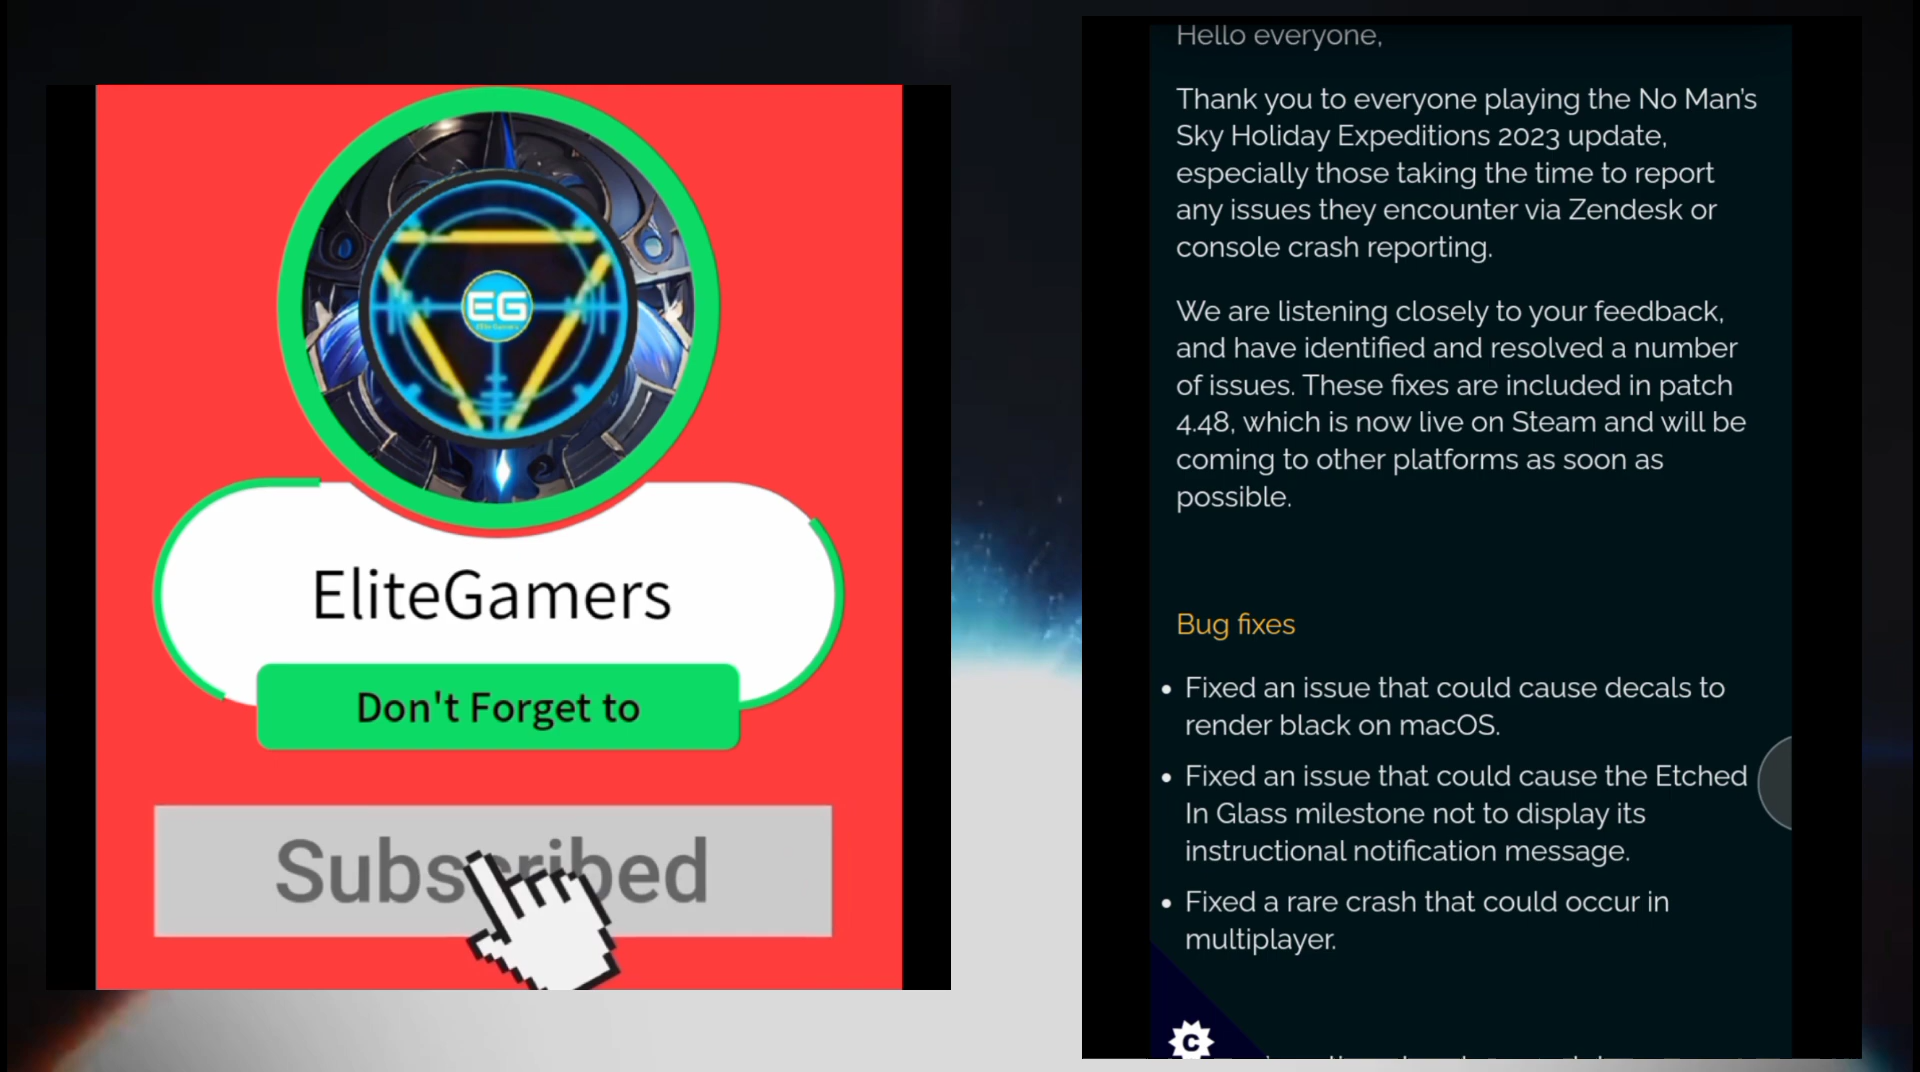 EG
EliteGamers
Don't Forget to
Subscribed
Hello everyone,
Thank you to everyone playing the No Man's
Sky Holiday Expeditions 2023 update,
especially those taking the time to report
any issues they encounter via Zendesk or
console crash reporting.
We are listening closely to your feedback,
and have identified and resolved a number
of issues. These fixes are included in patch
4.48, which is now live on Steam and will be
coming to other platforms as soon as
possible.
Bug fixes
• Fixed an issue that could cause decals to
render black on macOS.
• Fixed an issue that could cause the Etched
In Glass milestone not to display its
instructional notification message.
• Fixed a rare crash that could occur in
multiplayer.
C